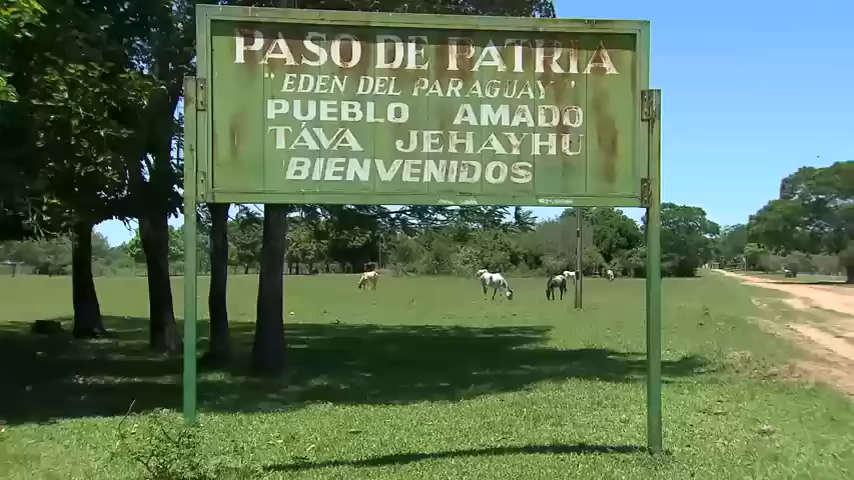 PASO DE PATRIA
"EDEN DEL PARAGUAY"
PUEBLO AMADO
TÁVA JEHAYHU
BIENVENIDOS